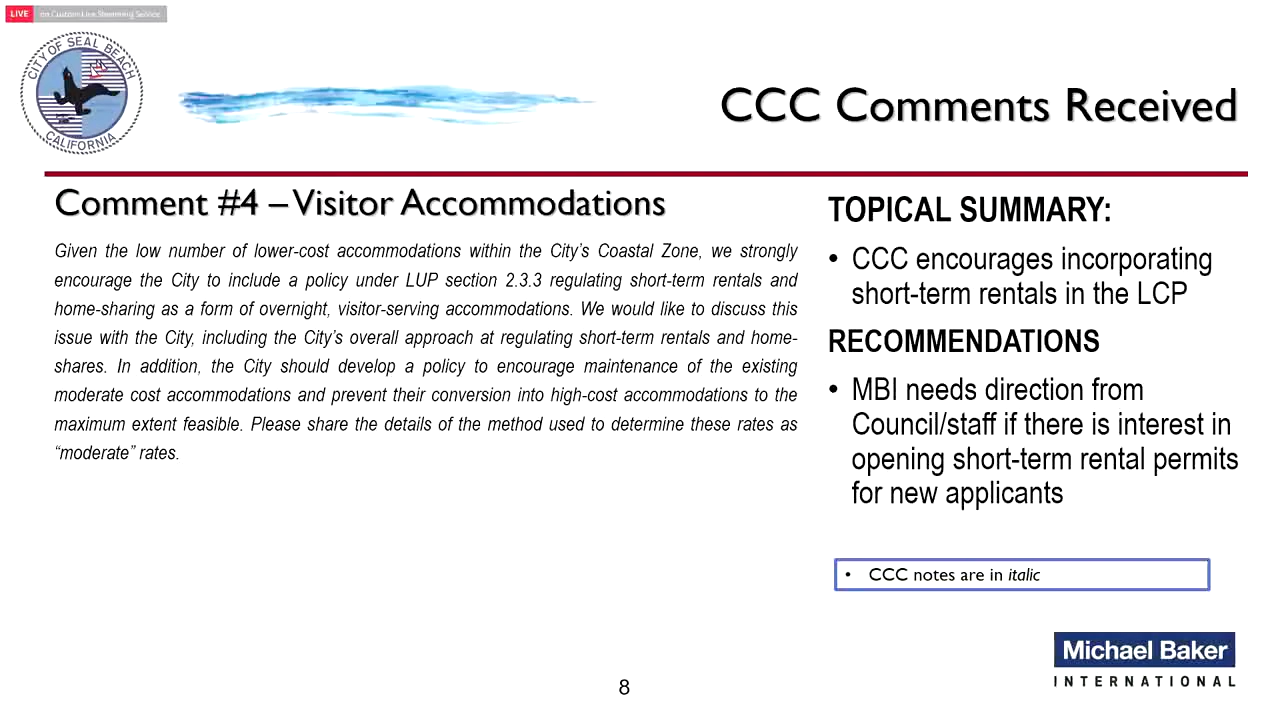 LIVE on Custom Live Streaming Service
CITY OF SEAL BEACH
CALIFORNIA
CCC Comments Received
Comment #4 – Visitor Accommodations
Given the low number of lower-cost accommodations within the City's Coastal Zone, we strongly
encourage the City to include a policy under LUP section 2.3.3 regulating short-term rentals and
home-sharing as a form of overnight, visitor-serving accommodations. We would like to discuss this
issue with the City, including the City's overall approach at regulating short-term rentals and home-
shares. In addition, the City should develop a policy to encourage maintenance of the existing
moderate cost accommodations and prevent their conversion into high-cost accommodations to the
maximum extent feasible. Please share the details of the method used to determine these rates as
“moderate” rates.
TOPICAL SUMMARY:
• CCC encourages incorporating
short-term rentals in the LCP
RECOMMENDATIONS
• MBI needs direction from
Council/staff if there is interest in
opening short-term rental permits
for new applicants
• CCC notes are in italic
Michael Baker
INTERNATIONAL
8